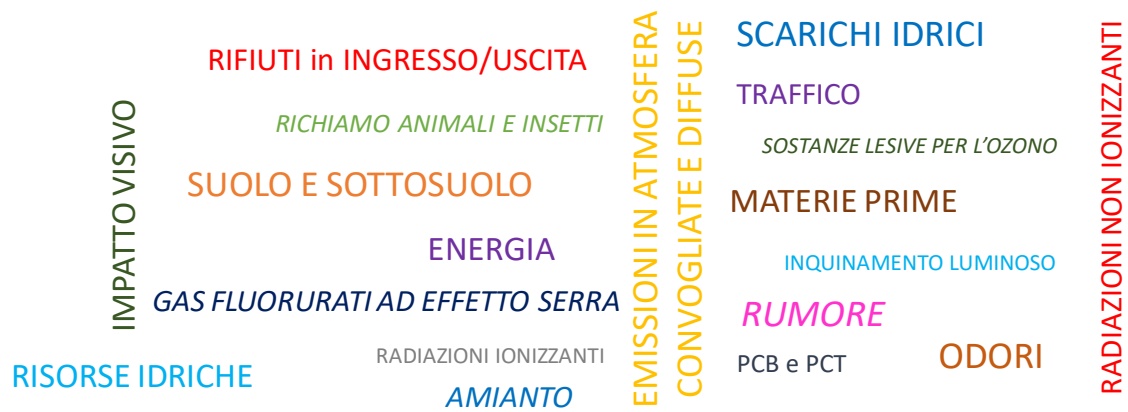 RIFIUTI in INGRESSO/USCITA
RICHIAMO ANIMALI E INSETTI
IMPATTO VISIVO
SUOLO E SOTTOSUOLO
ENERGIA
GAS FLUORURATI AD EFFETTO SERRA
RADIAZIONI IONIZZANTI
RISORSE IDRICHE
AMIANTO
EMISSIONI IN ATMOSFERA
CONVOGLIATE E DIFFUSE
SCARICHI IDRICI
TRAFFICO
SOSTANZE LESIVE PER L’OZONO
MATERIE PRIME
INQUINAMENTO LUMINOSO
RUMORE
PCB e PCT
ODORI
RADIAZIONI NON IONIZZANTI